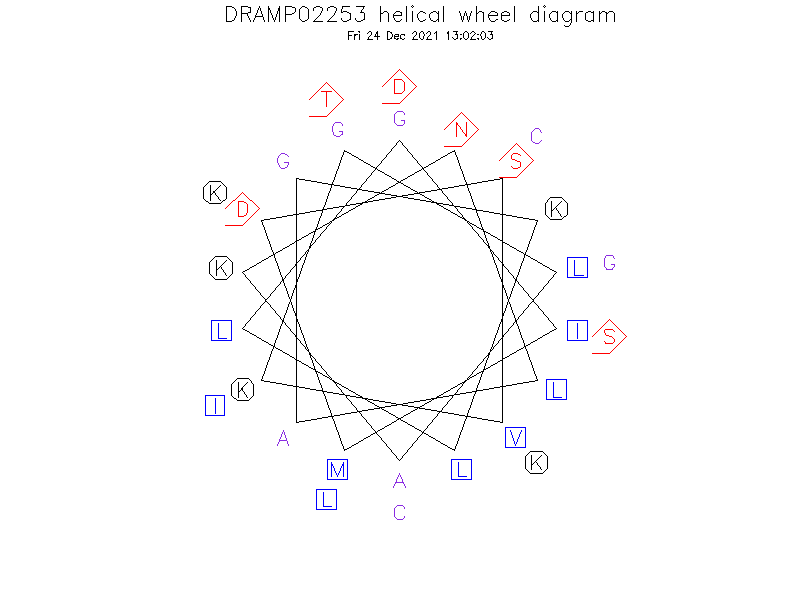 DRAMP02253 helical wheel diagram
Fri 24 Dec 2021 13:02:03
D
T
G
G
N
C
S
G
K
D
K
K
L
G
L
I
S
K
I
L
A
V
K
M
L
A
L
C